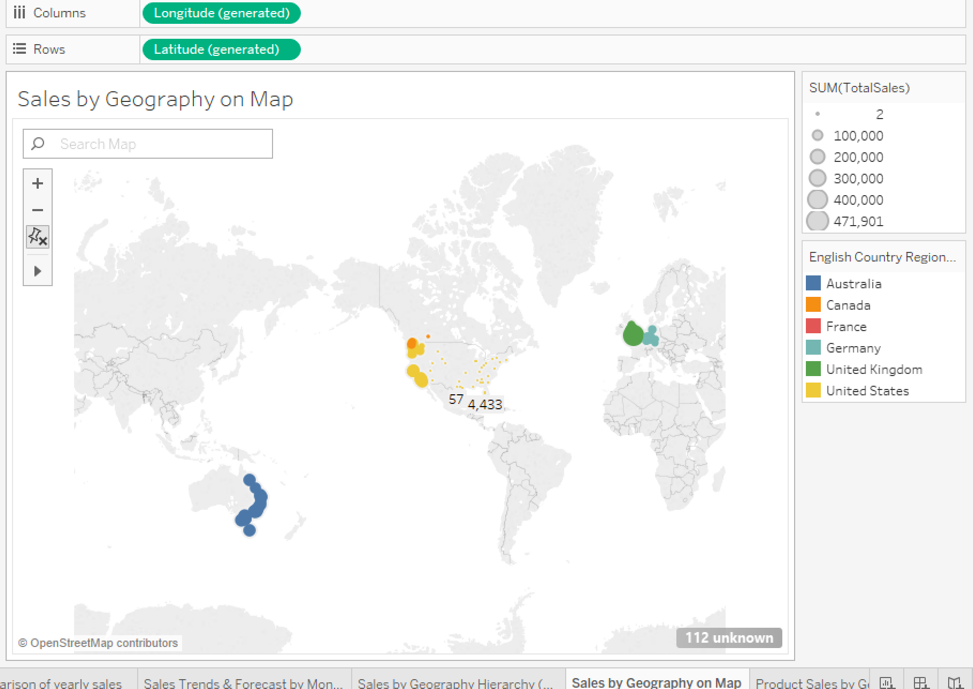 Columns
Longitude (generated)
Rows
Latitude (generated)
Sales by Geography on Map
Search Map
57
4,433
© OpenStreetMap contributors
112 unknown
SUM(TotalSales)
2
100,000
200,000
300,000
400,000
471,901
English Country Region...
Australia
Canada
France
Germany
United Kingdom
United States
arison of yearly sales
Sales Trends & Forecast by Mon...
Sales by Geography Hierarchy (...
Sales by Geography on Map
Product Sales by G